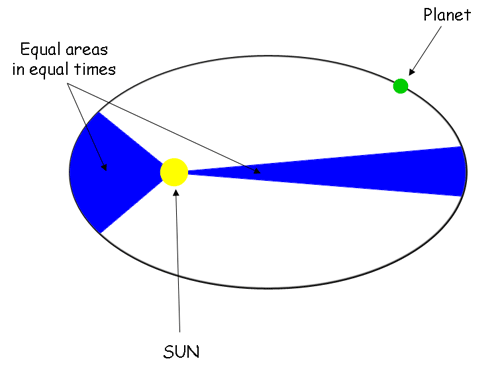 Planet
Equal areas
in equal times
SUN